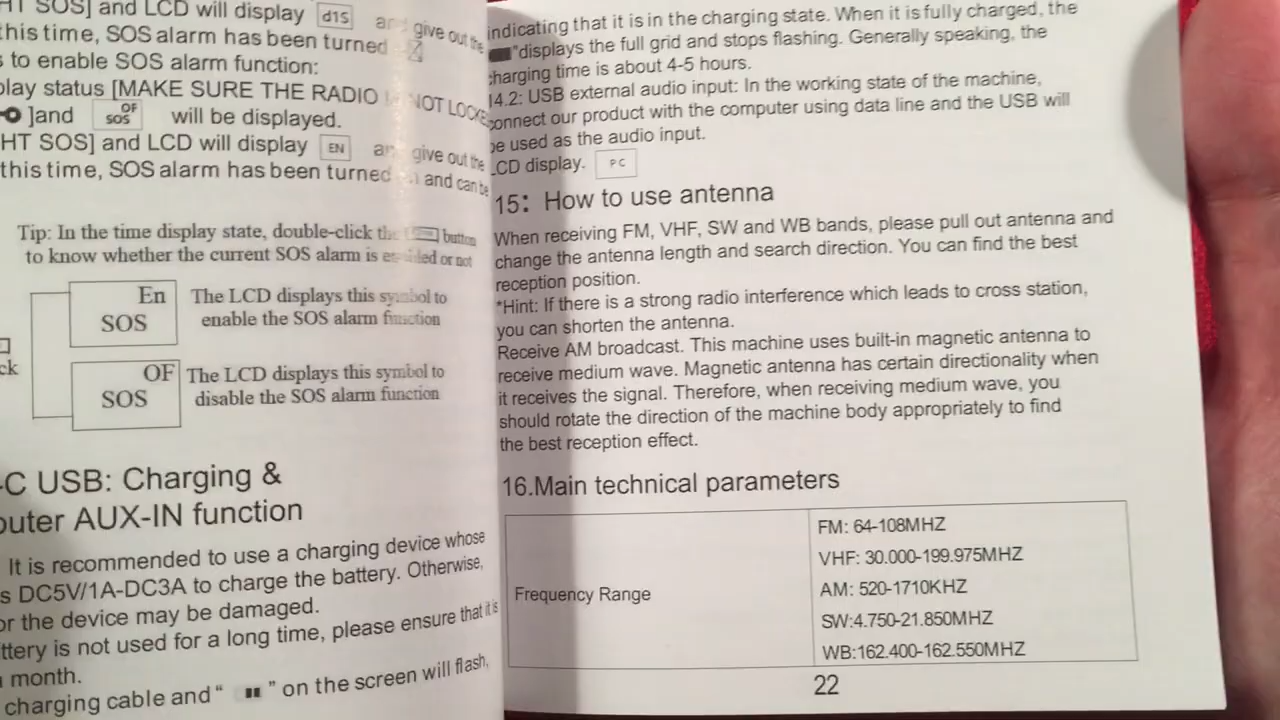 HT SOS] and LCD will display d1S and give out the
this time, SOS alarm has been turned
s to enable SOS alarm function:
play status [MAKE SURE THE RADIO NOT LOCKE
]and OF SOS will be displayed.
HT SOS] and LCD will display EN and give out the
this time, SOS alarm has been turned and can be
Tip: In the time display state, double-click the button
to know whether the current SOS alarm is enabled or not
En
SOS
The LCD displays this symbol to
enable the SOS alarm function
ck
OF
SOS
The LCD displays this symbol to
disable the SOS alarm function
-C USB: Charging &
puter AUX-IN function
It is recommended to use a charging device whose
s DC5V/1A-DC3A to charge the battery. Otherwise,
or the device may be damaged.
ttery is not used for a long time, please ensure that it's
month.
charging cable and “ ” on the screen will flash,
indicating that it is in the charging state. When it is fully charged, the
"displays the full grid and stops flashing. Generally speaking, the
charging time is about 4-5 hours.
14.2: USB external audio input: In the working state of the machine,
connect our product with the computer using data line and the USB will
be used as the audio input.
LCD display. PC
15: How to use antenna
When receiving FM, VHF, SW and WB bands, please pull out antenna and
change the antenna length and search direction. You can find the best
reception position.
*Hint: If there is a strong radio interference which leads to cross station,
you can shorten the antenna.
Receive AM broadcast. This machine uses built-in magnetic antenna to
receive medium wave. Magnetic antenna has certain directionality when
it receives the signal. Therefore, when receiving medium wave, you
should rotate the direction of the machine body appropriately to find
the best reception effect.
16.Main technical parameters
Frequency Range
FM: 64-108MHZ
VHF: 30.000-199.975MHZ
AM: 520-1710KHZ
SW:4.750-21.850MHZ
WB:162.400-162.550MHZ
22